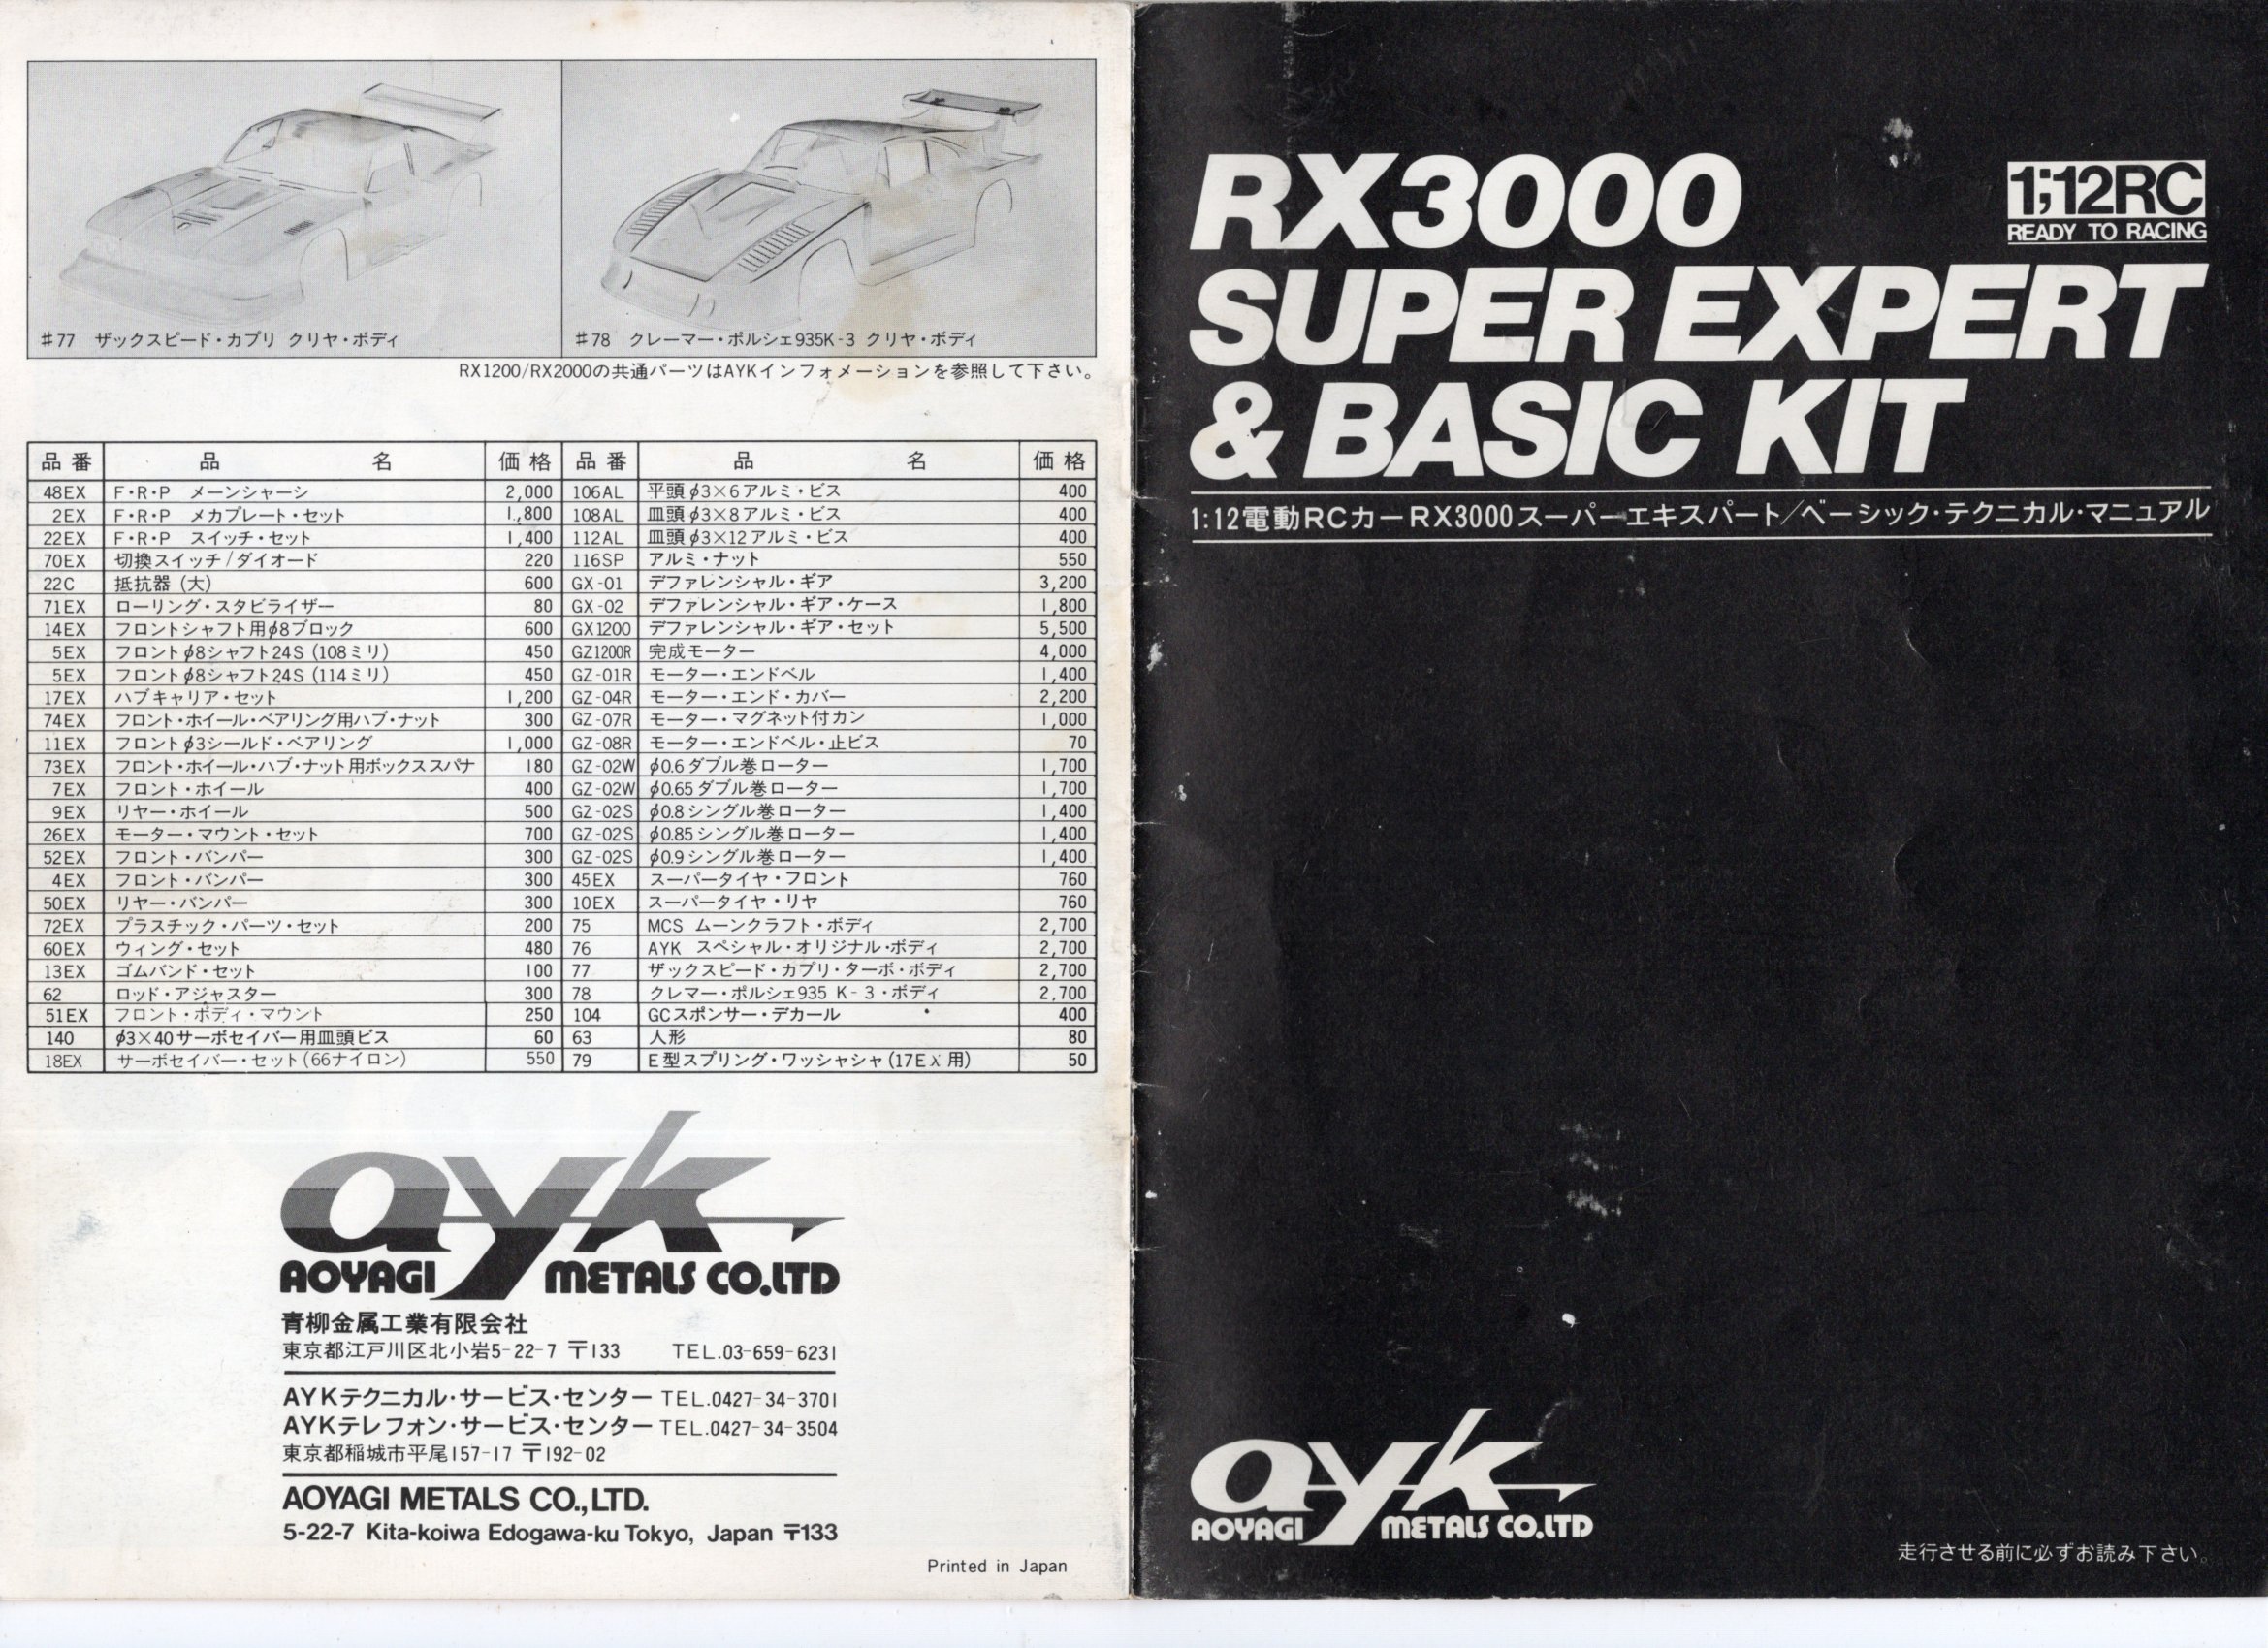 #77 ザックスピード・カプリ クリヤ・ボディ
#78 クレーマー・ポルシェ935K-3 クリヤ・ボディ
RX1200/RX2000の共通パーツはAYKインフォメーションを参照して下さい。
品番 品名 価格 品番 品名 価格
48EX F・R・P メーンシャーシ 2,000 106AL 平頭φ3×6アルミ・ビス 400
2EX F・R・P メカプレート・セット 1,800 108AL 皿頭φ3×8アルミ・ビス 400
22EX F・R・P スイッチ・セット 1,400 112AL 皿頭φ3×12アルミ・ビス 400
70EX 切換スイッチ/ダイオード 220 116SP アルミ・ナット 550
22C 抵抗器(大) 600 GX-01 デファレンシャル・ギア 3,200
71EX ローリング・スタビライザー 80 GX-02 デファレンシャル・ギア・ケース 1,800
14EX フロントシャフト用φ8ブロック 600 GX1200 デファレンシャル・ギア・セット 5,500
5EX フロントφ8シャフト24S(108ミリ) 450 GZ1200R 完成モーター 4,000
5EX フロントφ8シャフト24S(114ミリ) 450 GZ-01R モーター・エンドベル 1,400
17EX ハブキャリア・セット 1,200 GZ-04R モーター・エンド・カバー 2,200
74EX フロント・ホイール・ベアリング用ハブ・ナット 300 GZ-07R モーター・マグネット付カン 1,000
11EX フロントφ3シールド・ベアリング 1,000 GZ-08R モーター・エンドベル・止ビス 70
73EX フロント・ホイール・ハブ・ナット用ボックススパナ 180 GZ-02W φ0.6ダブル巻ローター 1,700
7EX フロント・ホイール 400 GZ-02W φ0.65ダブル巻ローター 1,700
9EX リヤー・ホイール 500 GZ-02S φ0.8シングル巻ローター 1,400
26EX モーター・マウント・セット 700 GZ-02S φ0.85シングル巻ローター 1,400
52EX フロント・バンパー 300 GZ-02S φ0.9シングル巻ローター 1,400
4EX フロント・バンパー 300 45EX スーパータイヤ・フロント 760
50EX リヤー・バンパー 300 10EX スーパータイヤ・リヤ 760
72EX プラスチック・パーツ・セット 200 75 MCS ムーンクラフト・ボディ 2,700
60EX ウィング・セット 480 76 AYK スペシャル・オリジナル・ボディ 2,700
13EX ゴムバンド・セット 100 77 ザックスピード・カプリ・ターボ・ボディ 2,700
62 ロッド・アジャスター 300 78 クレマー・ポルシェ935 K-3・ボディ 2,700
51EX フロント・ボディ・マウント 250 104 GCスポンサー・デカール 400
140 φ3×40サーボセイバー用皿頭ビス 60 63 人形 80
18EX サーボセイバー・セット(66ナイロン) 550 79 E型スプリング・ワッシャシャ(17EX用) 50
ayk
AOYAGI METALS CO.LTD
青柳金属工業有限会社
東京都江戸川区北小岩5-22-7 〒133 TEL.03-659-6231
AYKテクニカル・サービス・センター TEL.0427-34-3701
AYKテレフォン・サービス・センター TEL.0427-34-3504
東京都稲城市平尾157-17 〒192-02
AOYAGI METALS CO.,LTD.
5-22-7 Kita-koiwa Edogawa-ku Tokyo, Japan 〒133
Printed in Japan
RX3000
1;12RC
READY TO RACING
SUPER EXPERT
& BASIC KIT
1:12電動RCカーRX3000スーパーエキスパート/ベーシック・テクニカル・マニュアル
ayk
AOYAGI METALS CO.LTD
走行させる前に必ずお読み下さい。